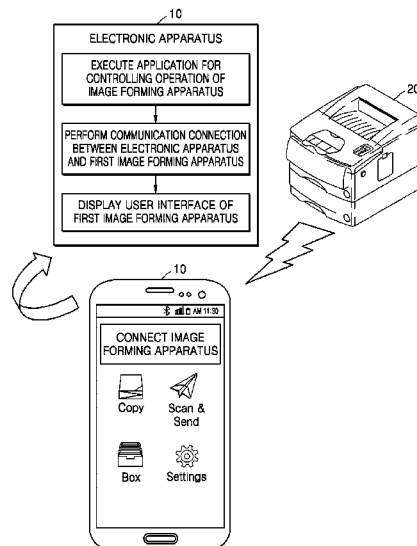 10
ELECTRONIC APPARATUS
EXECUTE APPLICATION FOR
CONTROLLING OPERATION OF
IMAGE FORMING APPARATUS
PERFORM COMMUNICATION CONNECTION
BETWEEN ELECTRONIC APPARATUS
AND FIRST IMAGE FORMING APPARATUS
DISPLAY USER INTERFACE OF
FIRST IMAGE FORMING APPARATUS
20
10
AM 11:30
CONNECT IMAGE
FORMING APPARATUS
Copy
Scan &
Send
Box
Settings